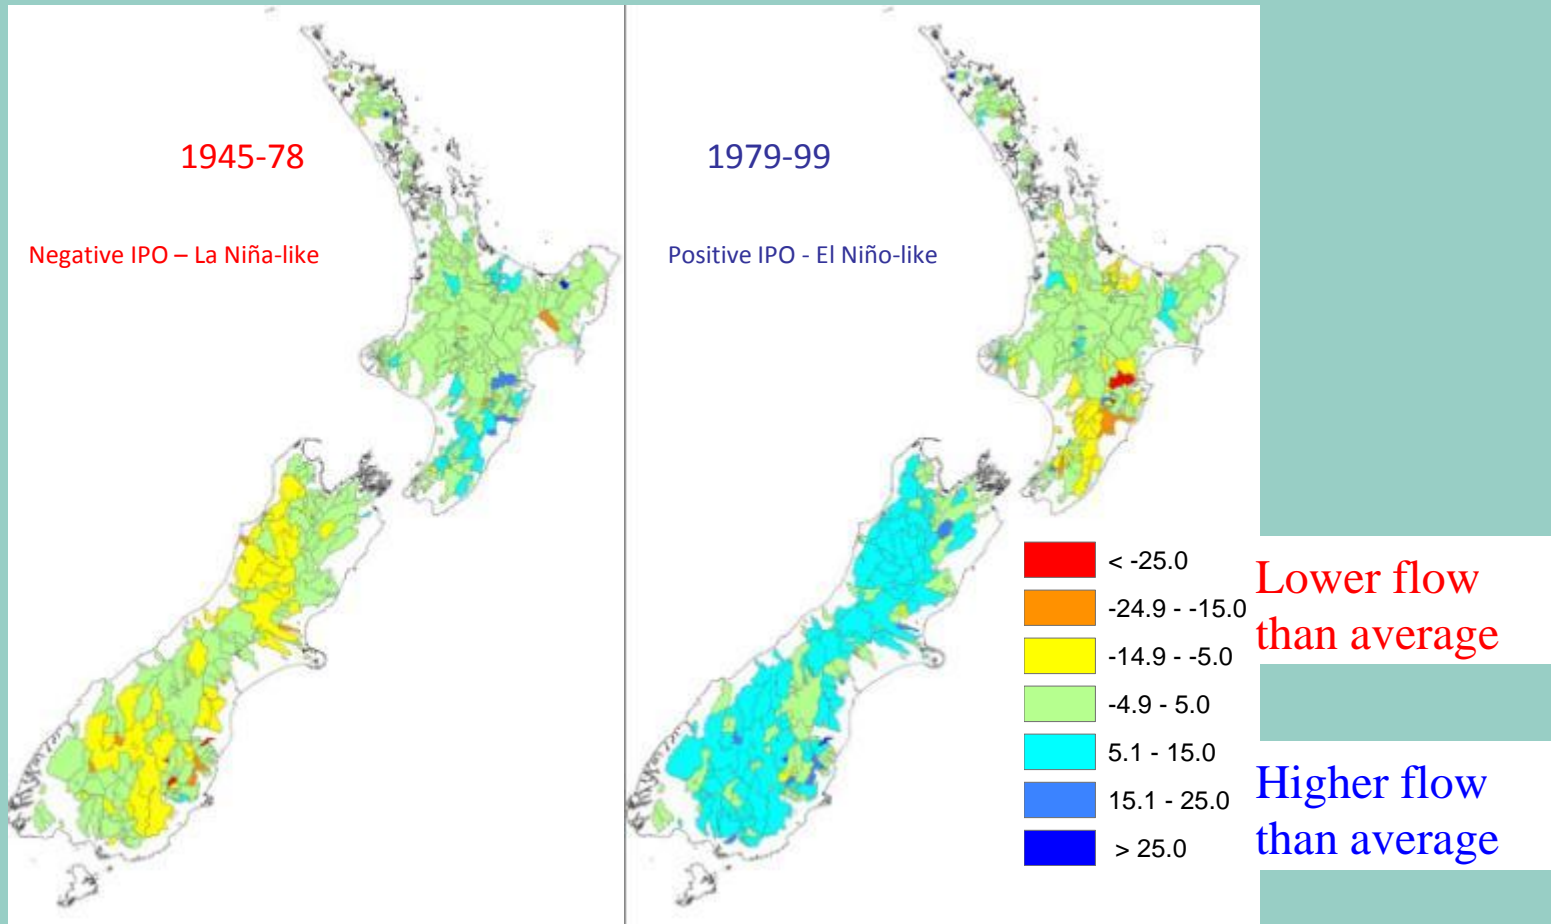 1945-78
Negative IPO – La Niña-like
1979-99
Positive IPO - El Niño-like
< -25.0
-24.9 - -15.0
-14.9 - -5.0
-4.9 - 5.0
5.1 - 15.0
15.1 - 25.0
> 25.0
Lower flow
than average
Higher flow
than average